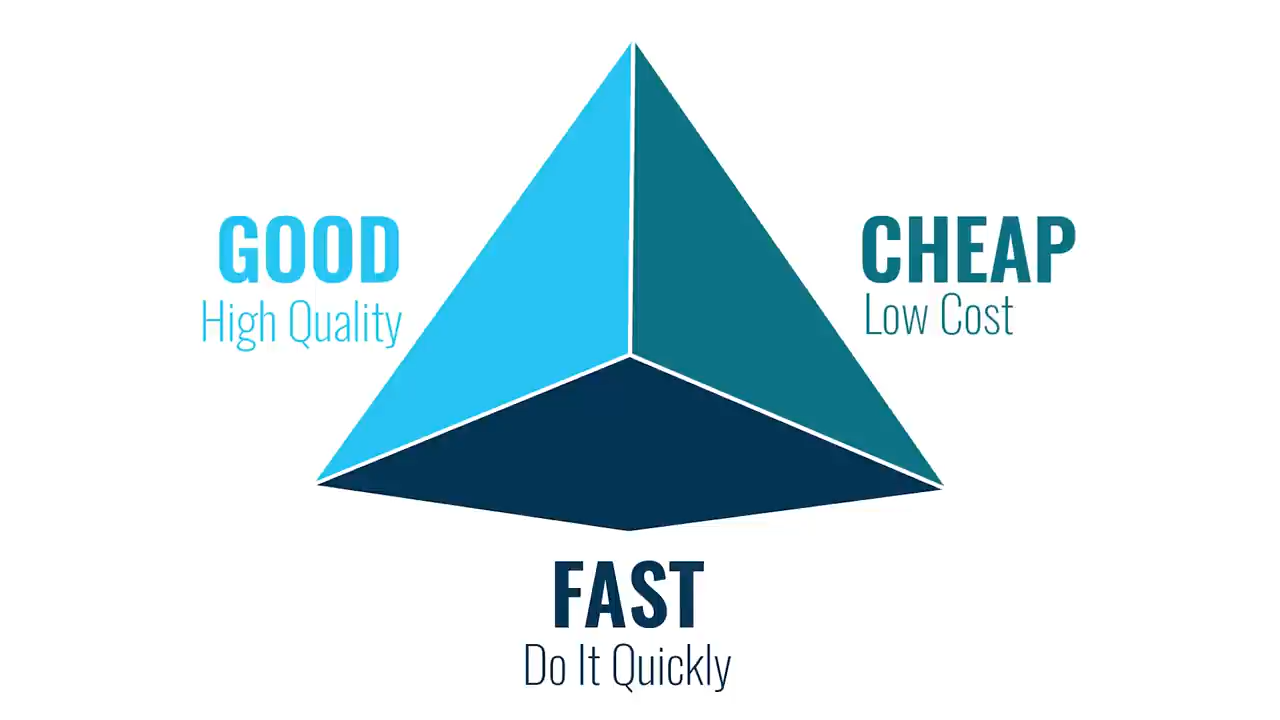 GOOD
High Quality
CHEAP
Low Cost
FAST
Do It Quickly